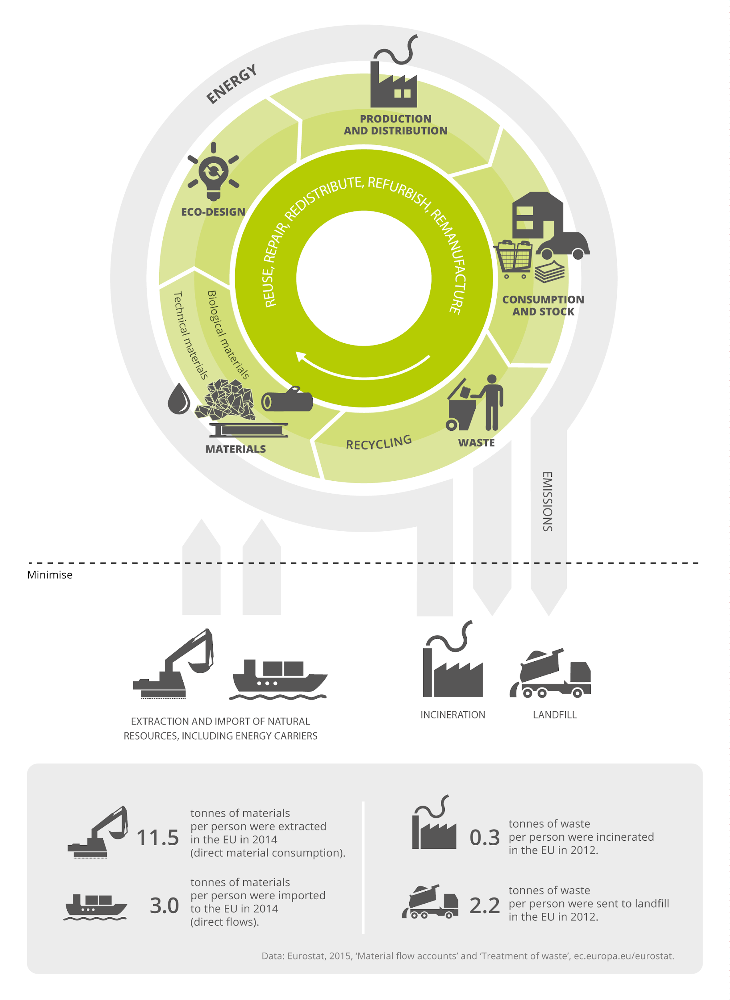 ENERGY
PRODUCTION
AND DISTRIBUTION
ECO-DESIGN
REUSE, REPAIR, REDISTRIBUTE, REFURBISH, REMANUFACTURE
CONSUMPTION
AND STOCK
Technical materials
Biological materials
MATERIALS
RECYCLING
WASTE
EMISSIONS
Minimise
EXTRACTION AND IMPORT OF NATURAL
RESOURCES, INCLUDING ENERGY CARRIERS
INCINERATION
LANDFILL
11.5
tonnes of materials
per person were extracted
in the EU in 2014
(direct material consumption).
3.0
tonnes of materials
per person were imported
to the EU in 2014
(direct flows).
0.3
tonnes of waste
per person were incinerated
in the EU in 2012.
2.2
tonnes of waste
per person were sent to landfill
in the EU in 2012.
Data: Eurostat, 2015, ‘Material flow accounts’ and ‘Treatment of waste’, ec.europa.eu/eurostat.